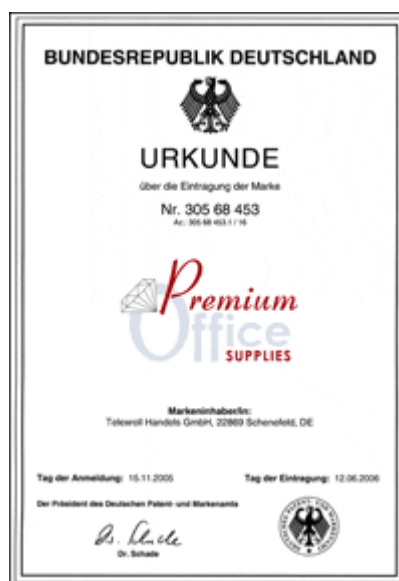 BUNDESREPUBLIK DEUTSCHLAND
URKUNDE
über die Eintragung der Marke
Nr. 305 68 453
Az.: 305 68 453.1 / 16
Premium
Office
SUPPLIES
Markeninhaber/in:
Telewroll Handels GmbH, 22869 Schenefeld, DE
Tag der Anmeldung: 15.11.2005 Tag der Eintragung: 12.06.2006
Der Präsident des Deutschen Patent- und Markenamts
Dr. Schade